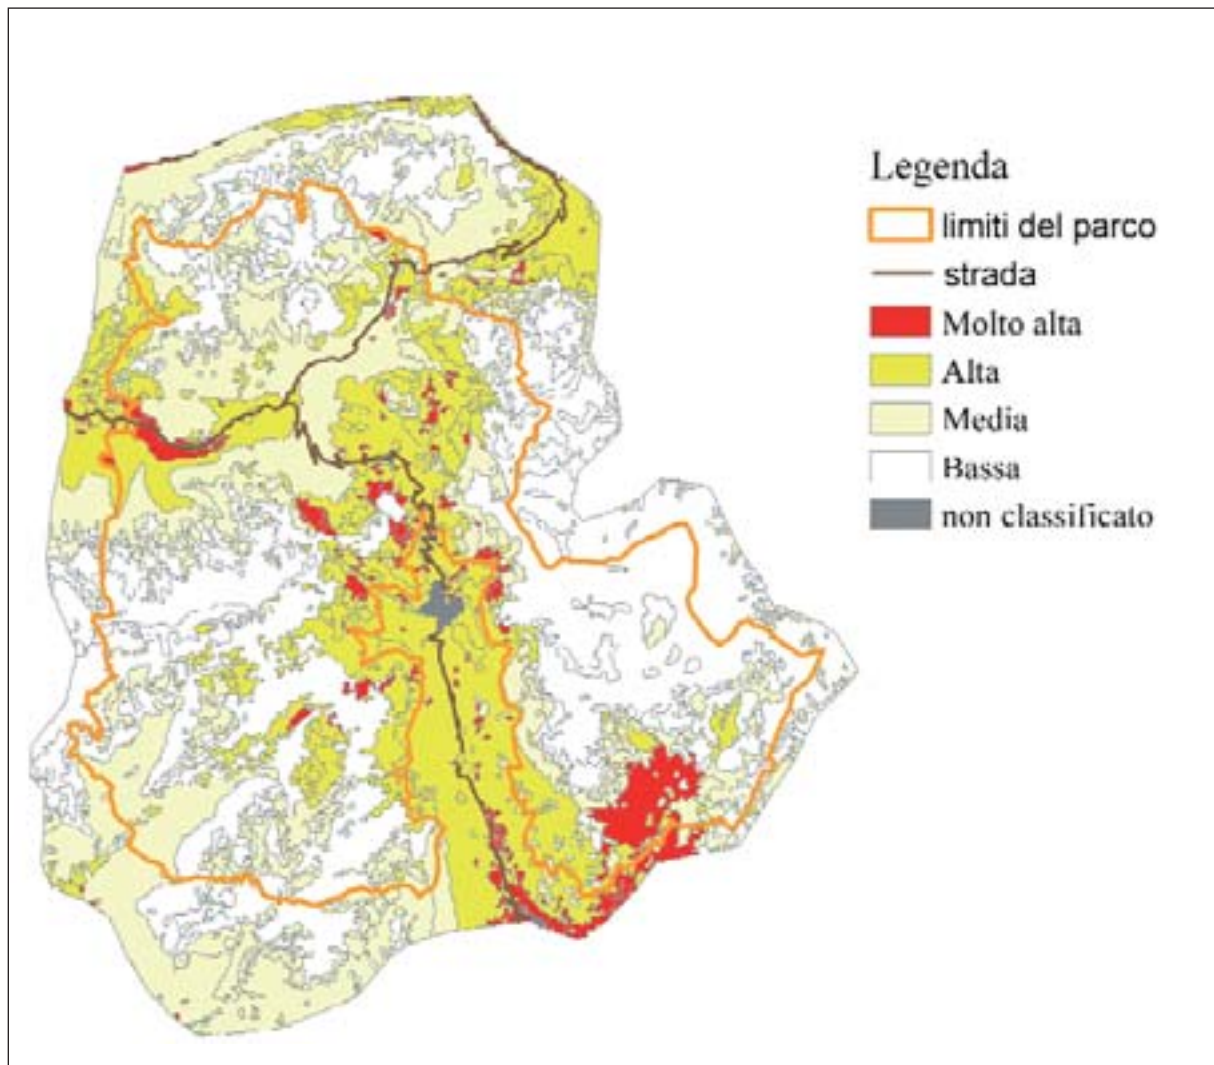 Legenda
limiti del parco
strada
Molto alta
Alta
Media
Bassa
non classificato